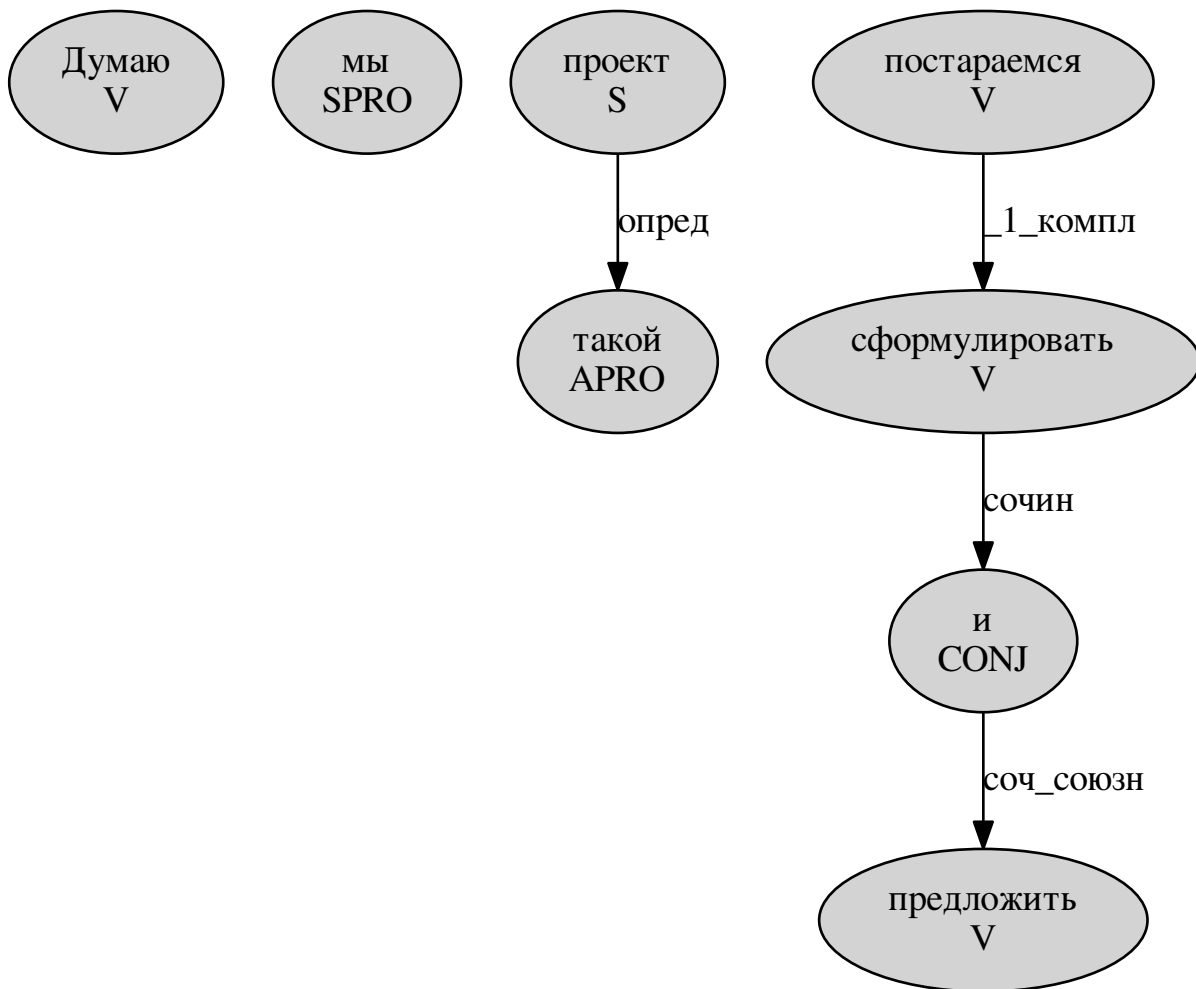 Думаю
V
мы
SPRO
проект
S
постараемся
V
опред
_1_компл
такой
APRO
сформулировать
V
сочин
и
CONJ
соч_союзн
предложить
V